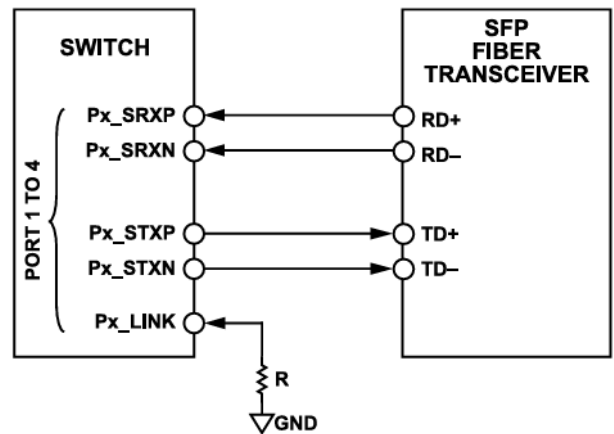 SWITCH
SFP
FIBER
TRANSCEIVER
PORT 1 TO 4
Px_SRXP
RD+
Px_SRXN
RD–
Px_STXP
TD+
Px_STXN
TD–
Px_LINK
R
GND